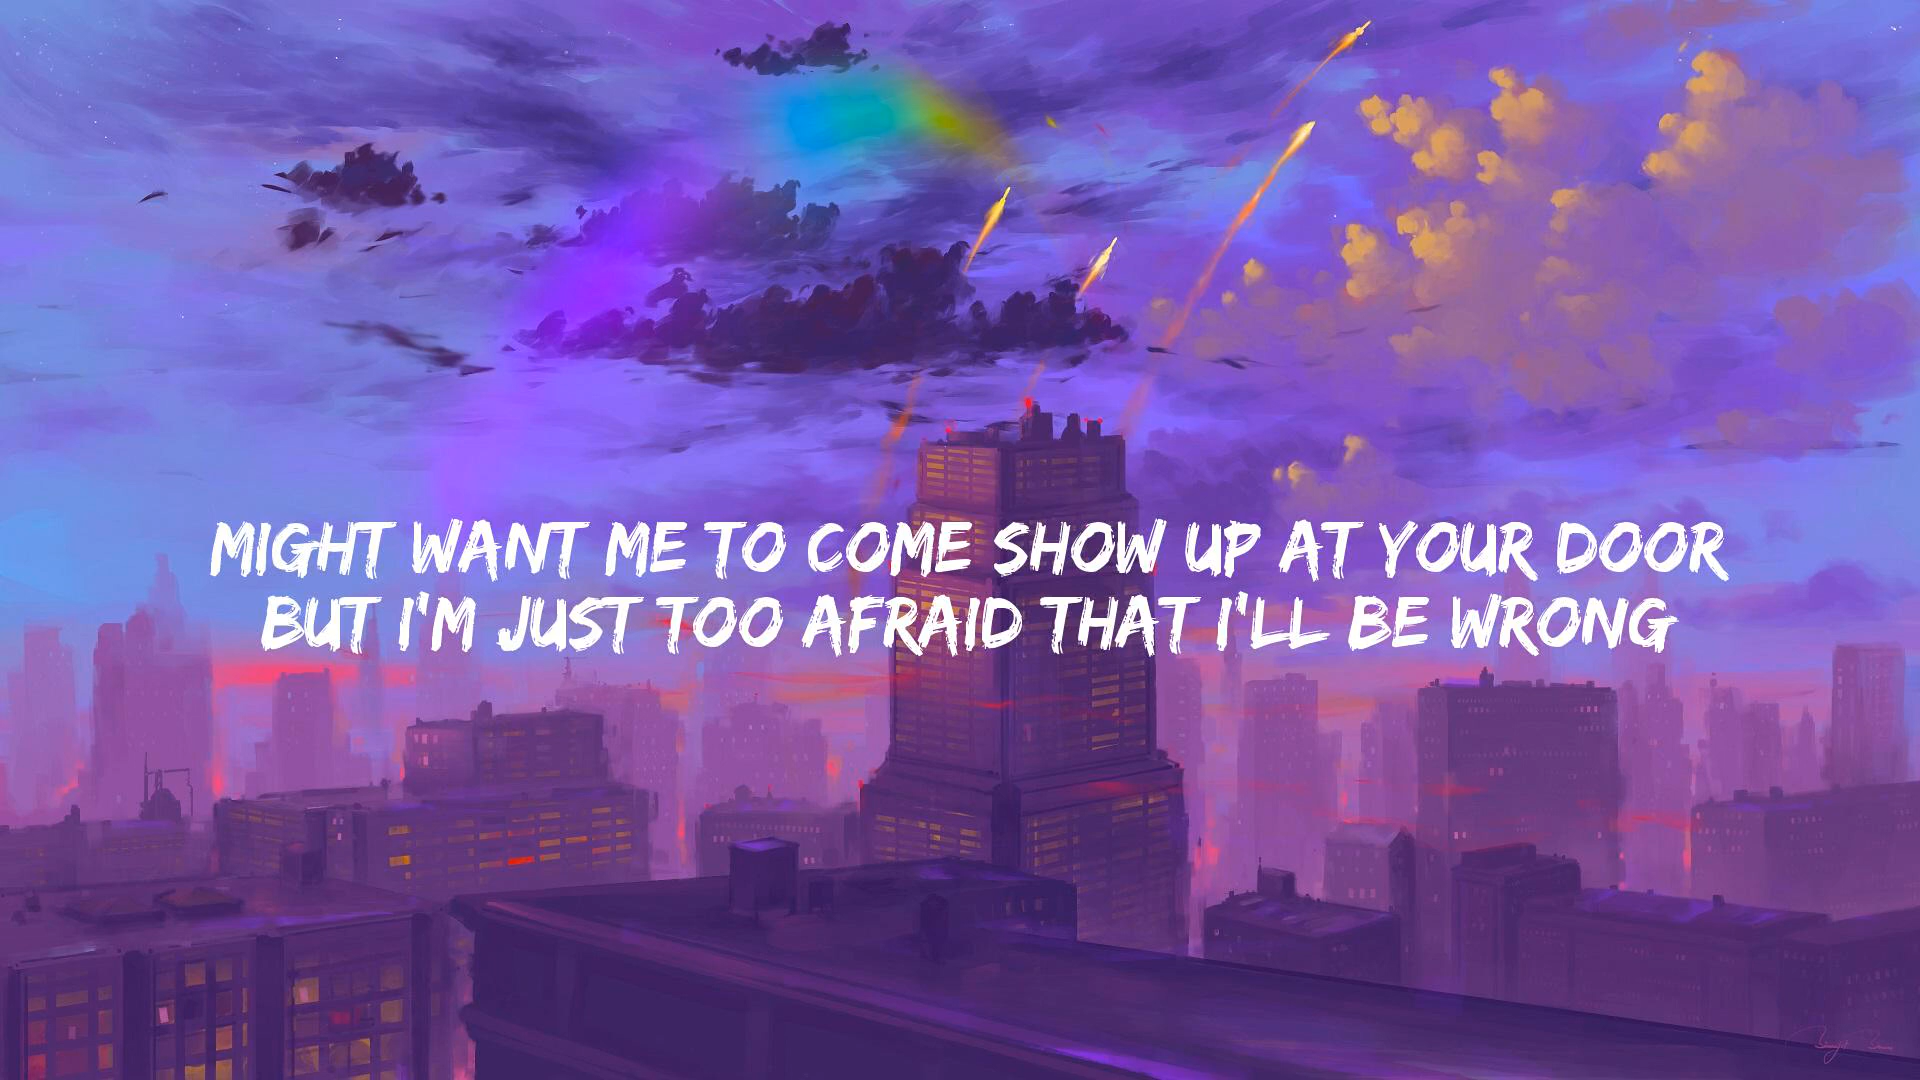 MIGHT WANT ME TO COME SHOW UP AT YOUR DOOR
BUT I'M JUST TOO AFRAID THAT I'LL BE WRONG